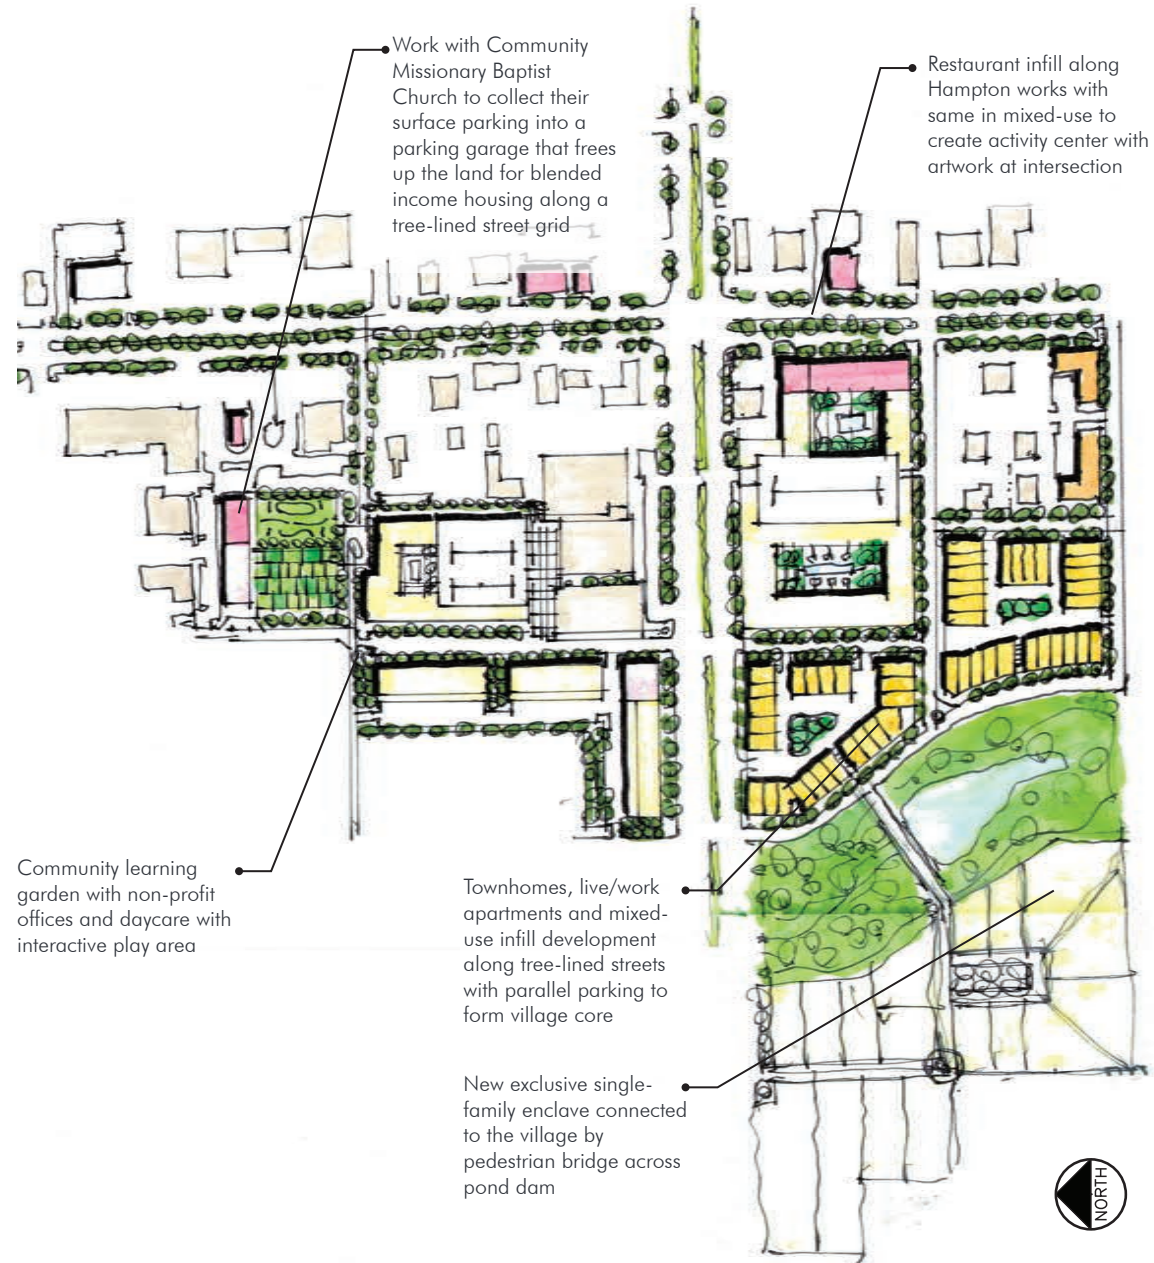 Work with Community
Missionary Baptist
Church to collect their
surface parking into a
parking garage that frees
up the land for blended
income housing along a
tree-lined street grid
Restaurant infill along
Hampton works with
same in mixed-use to
create activity center with
artwork at intersection
Community learning
garden with non-profit
offices and daycare with
interactive play area
Townhomes, live/work
apartments and mixed-
use infill development
along tree-lined streets
with parallel parking to
form village core
New exclusive single-
family enclave connected
to the village by
pedestrian bridge across
pond dam
NORTH